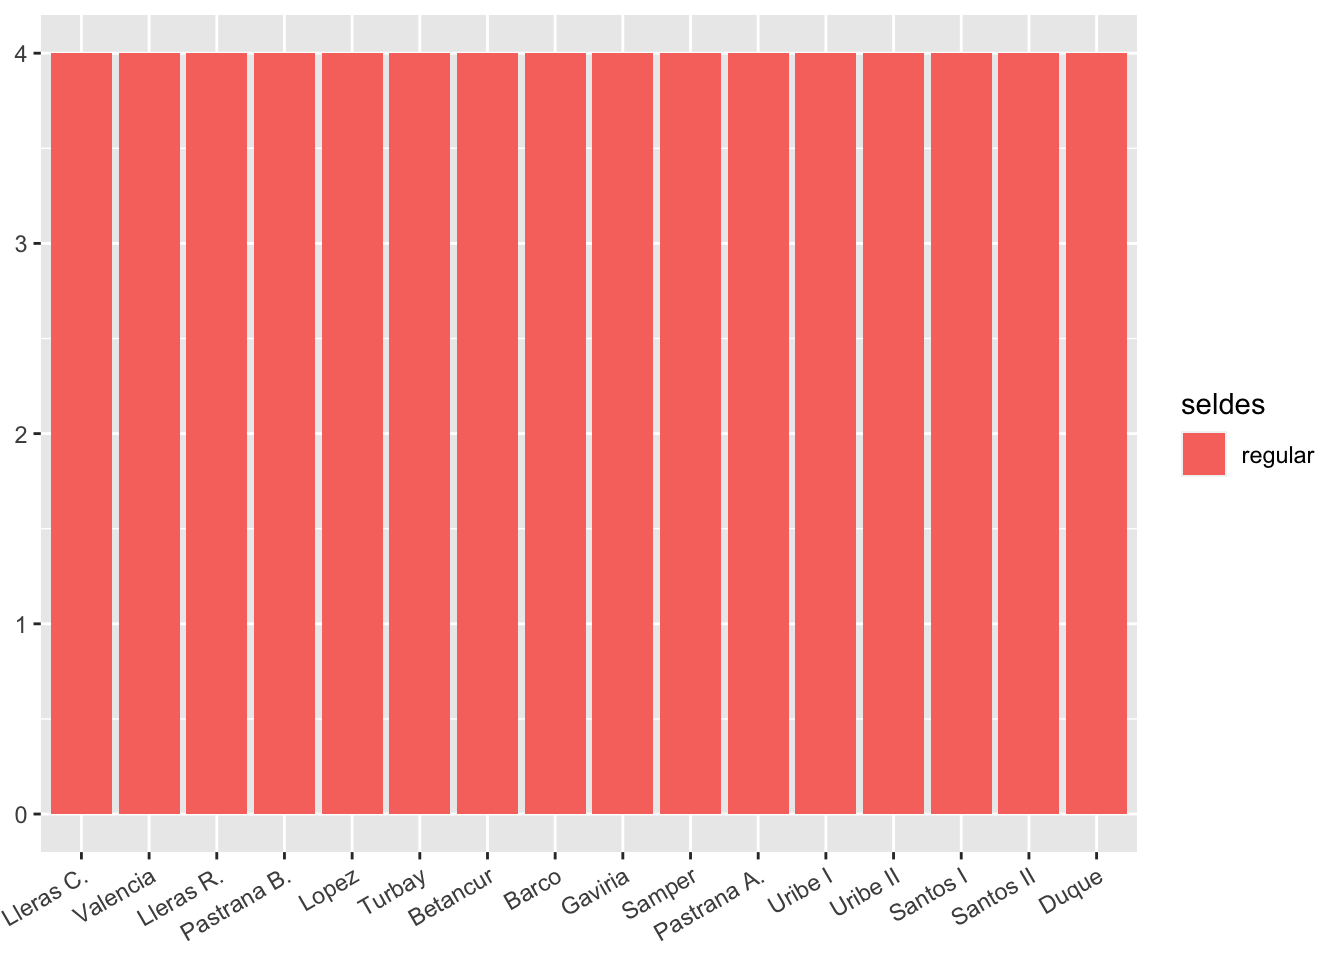 4
3
2
1
0
Lleras C.
Valencia
Lleras R.
Pastrana B.
Lopez
Turbay
Betancur
Barco
Gaviria
Samper
Pastrana A.
Uribe I
Uribe II
Santos I
Santos II
Duque
seldes
regular